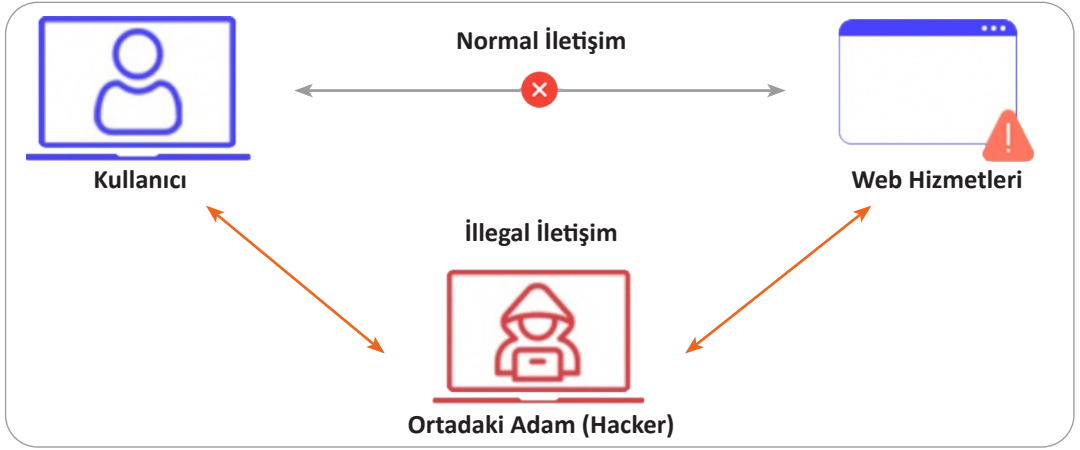 Normal İletişim
Kullanıcı
Web Hizmetleri
İllegal İletişim
Ortadaki Adam (Hacker)